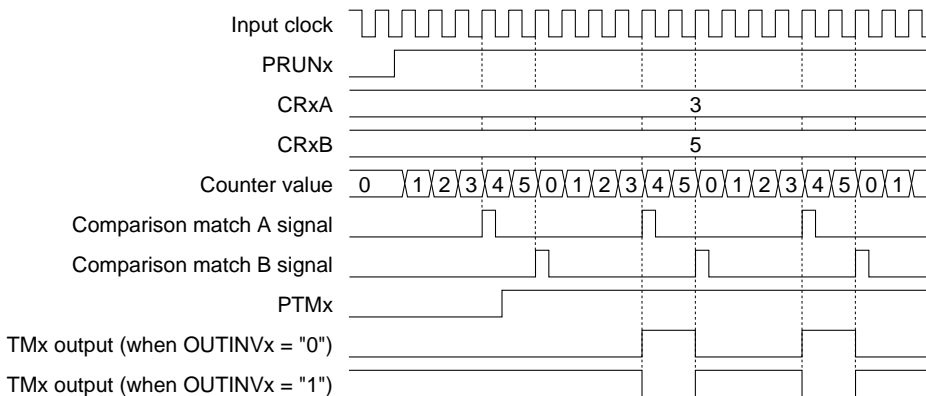 Input clock
PRUNx
CRxA 3
CRxB 5
Counter value 0 1 2 3 4 5 0 1 2 3 4 5 0 1 2 3 4 5 0 1
Comparison match A signal
Comparison match B signal
PTMx
TMx output (when OUTINVx = "0")
TMx output (when OUTINVx = "1")